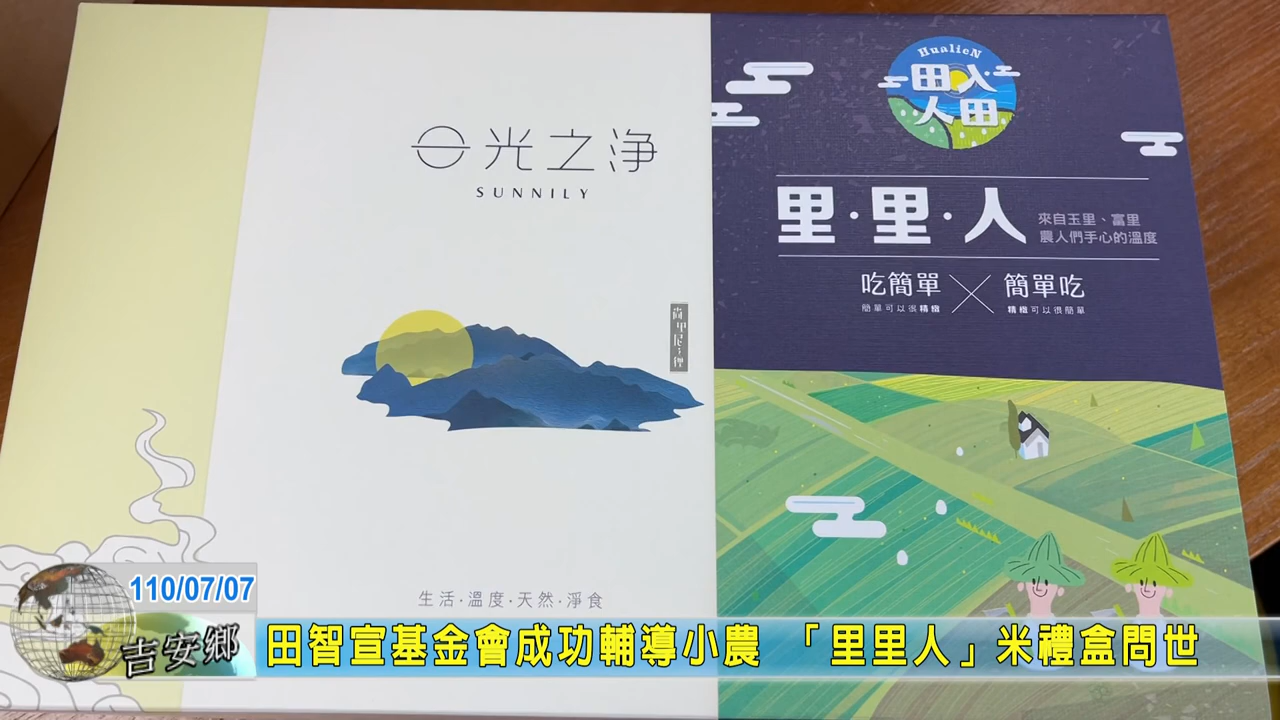 日光之净
SUNNILY
尚里尼
生活·溫度·天然·淨食
HualieN
田入
人田
里·里·人
來自玉里、富里
農人們手心的溫度
吃簡單
簡單可以很精緻
簡單吃
精緻可以很簡單
110/07/07
吉安鄉
田智宣基金會成功輔導小農 「里里人」米禮盒問世